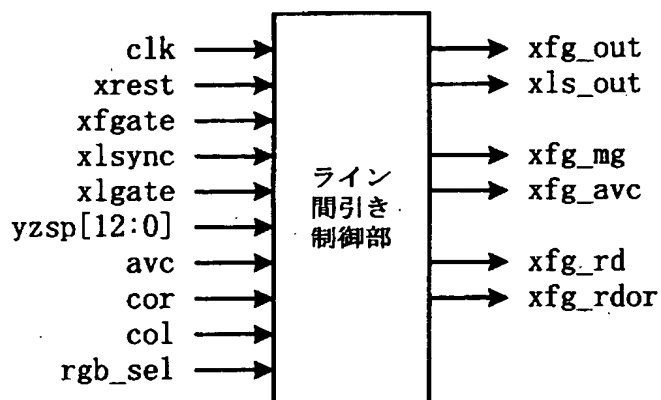 clk
xrest
xfgate
xlsync
xlgate
yzsp[12:0]
avc
cor
col
rgb_sel
ライン
間引き
制御部
xfg_out
xls_out
xfg_mg
xfg_avc
xfg_rd
xfg_rdor